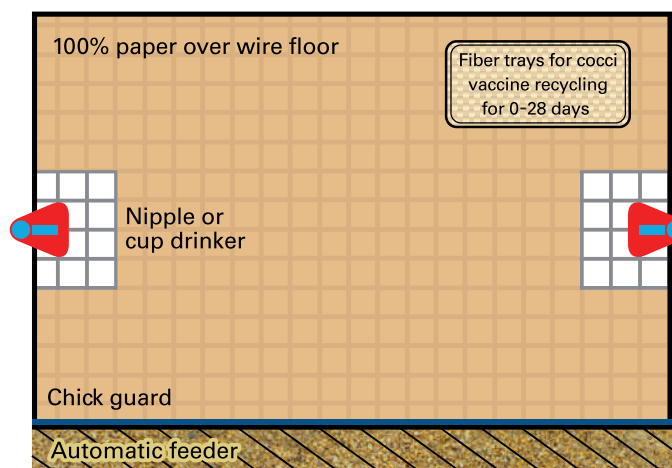 100% paper over wire floor
Fiber trays for cocci
vaccine recycling
for 0-28 days
Nipple or
cup drinker
Chick guard
Automatic feeder